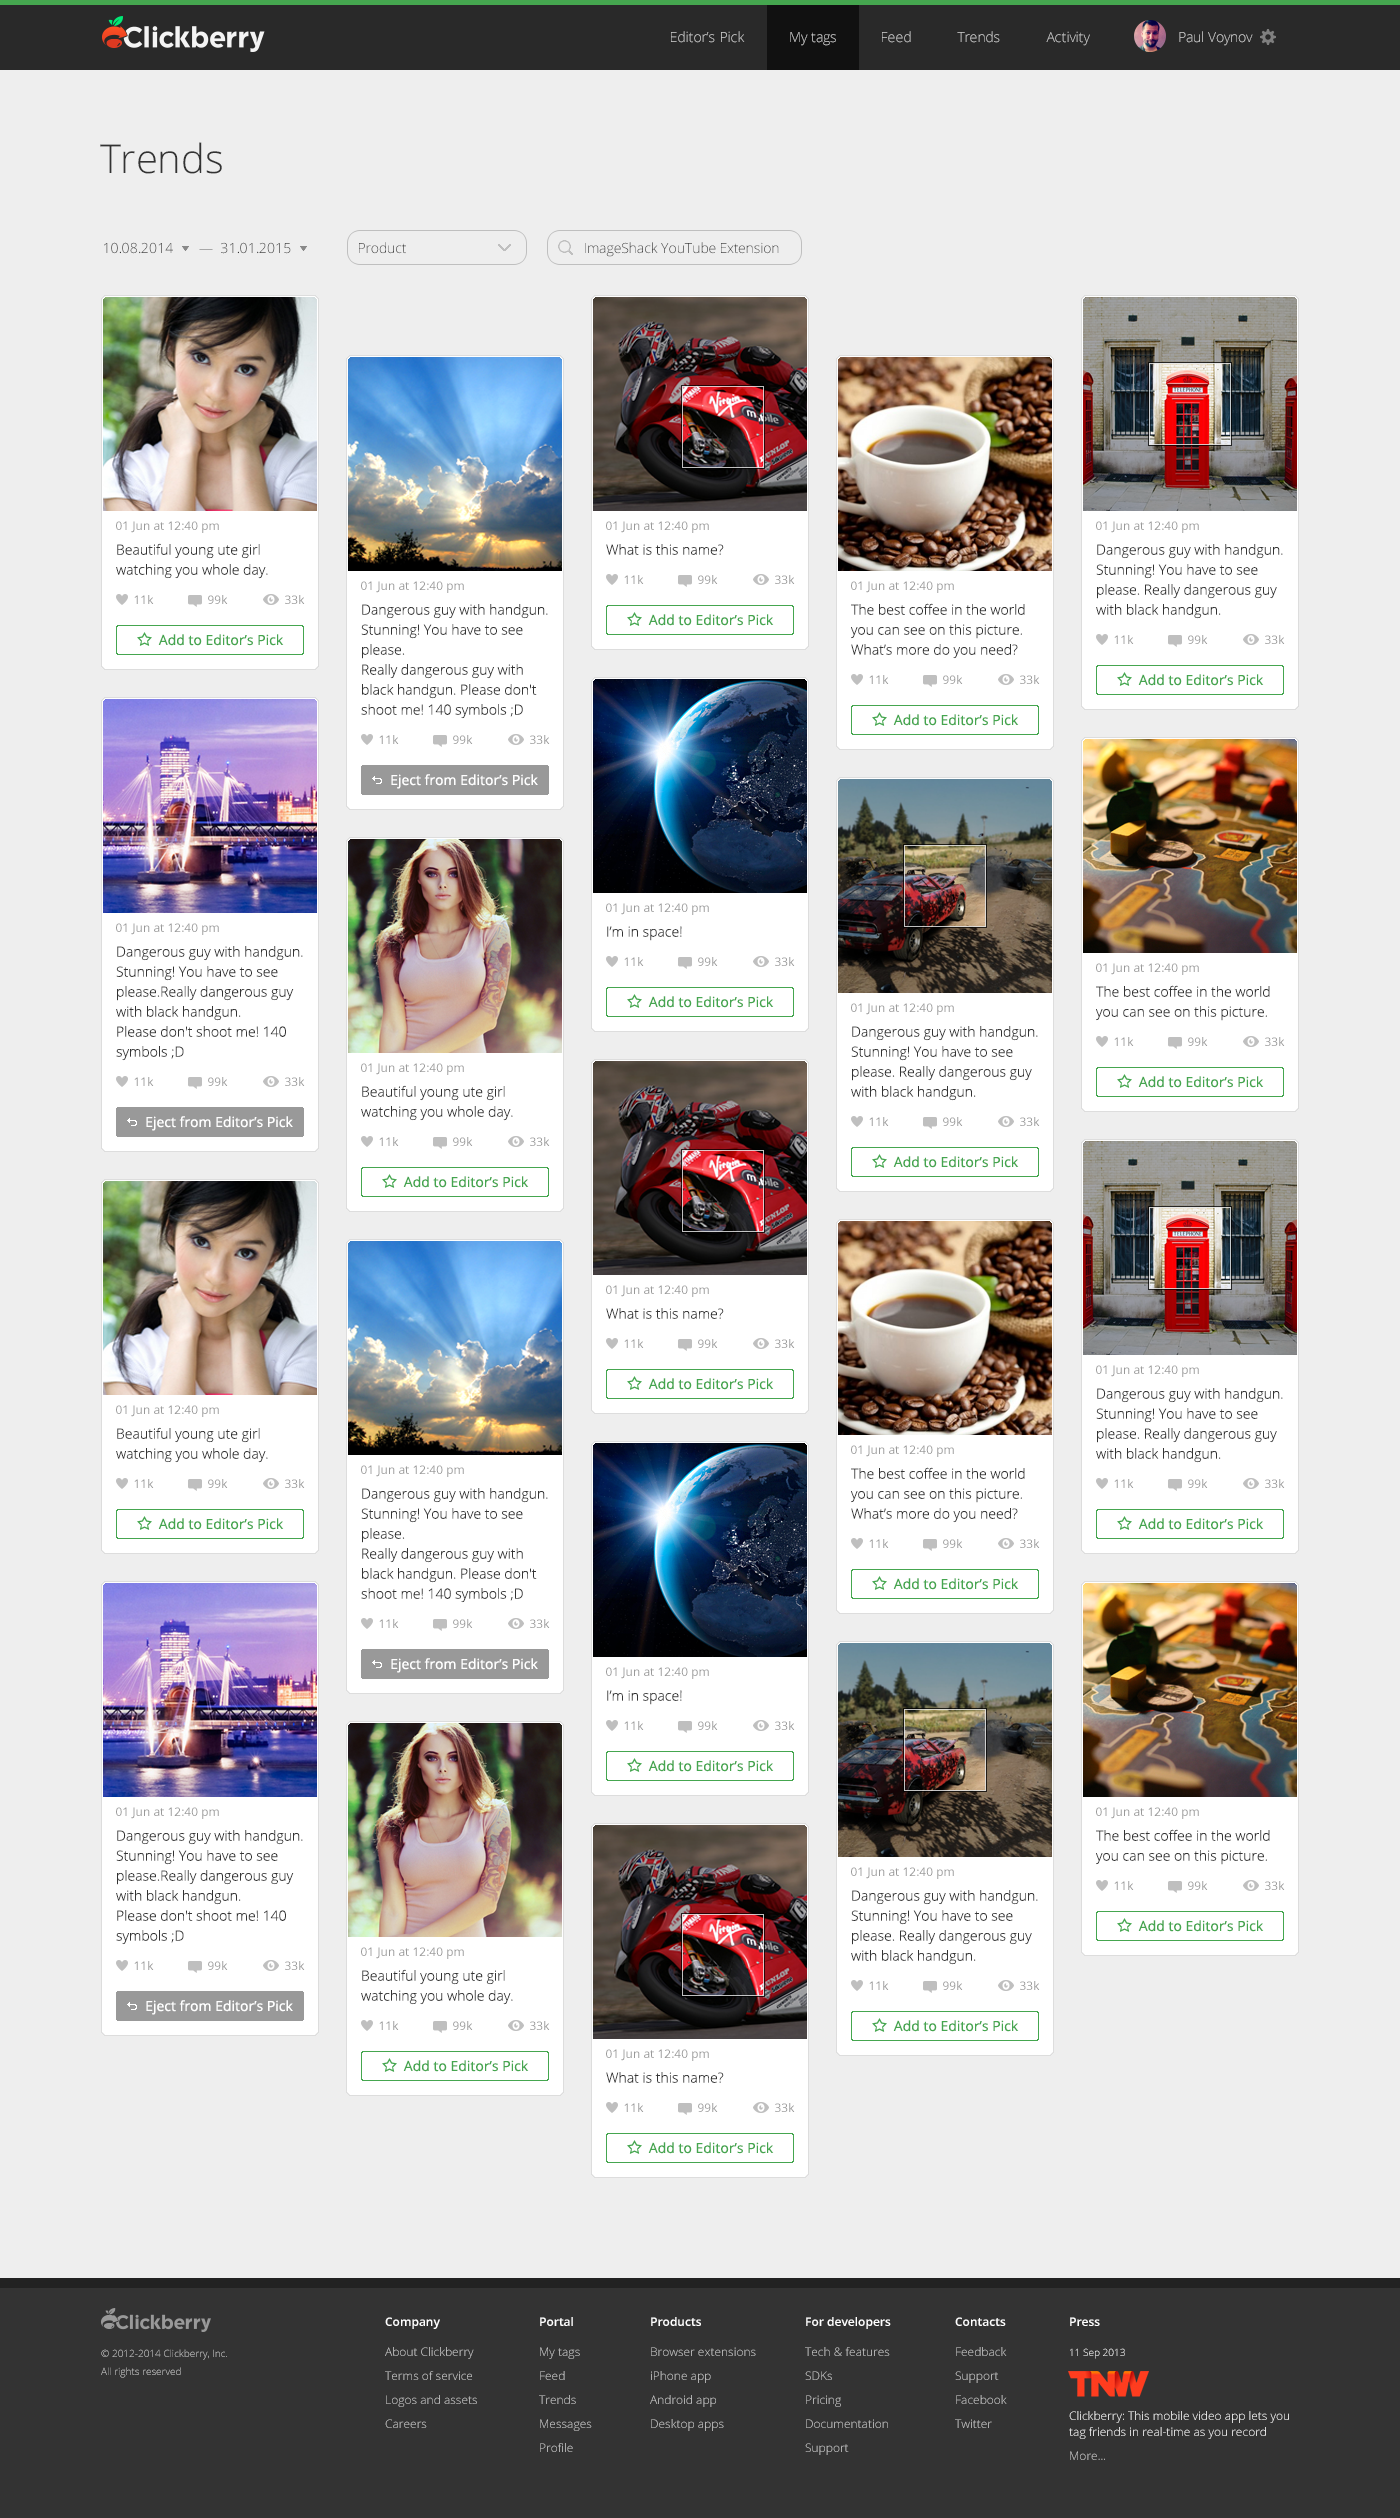 Clickberry
Editor's Pick
My tags
Feed
Trends
Activity
Paul Voynov
Trends
10.08.2014 — 31.01.2015
Product
ImageShack YouTube Extension
01 Jun at 12:40 pm
Beautiful young ute girl
watching you whole day.
11k 99k 33k
Add to Editor's Pick
01 Jun at 12:40 pm
Dangerous guy with handgun.
Stunning! You have to see
please.Really dangerous guy
with black handgun.
Please don't shoot me! 140
symbols ;D
11k 99k 33k
Eject from Editor's Pick
01 Jun at 12:40 pm
Beautiful young ute girl
watching you whole day.
11k 99k 33k
Add to Editor's Pick
01 Jun at 12:40 pm
Dangerous guy with handgun.
Stunning! You have to see
please.Really dangerous guy
with black handgun.
Please don't shoot me! 140
symbols ;D
11k 99k 33k
Eject from Editor's Pick
01 Jun at 12:40 pm
Dangerous guy with handgun.
Stunning! You have to see
please.
Really dangerous guy with
black handgun. Please don't
shoot me! 140 symbols ;D
11k 99k 33k
Eject from Editor's Pick
01 Jun at 12:40 pm
Beautiful young ute girl
watching you whole day.
11k 99k 33k
Add to Editor's Pick
01 Jun at 12:40 pm
Dangerous guy with handgun.
Stunning! You have to see
please.
Really dangerous guy with
black handgun. Please don't
shoot me! 140 symbols ;D
11k 99k 33k
Eject from Editor's Pick
01 Jun at 12:40 pm
Beautiful young ute girl
watching you whole day.
11k 99k 33k
Add to Editor's Pick
Virgin
mobile
DUNLOP
01 Jun at 12:40 pm
What is this name?
11k 99k 33k
Add to Editor's Pick
01 Jun at 12:40 pm
I'm in space!
11k 99k 33k
Add to Editor's Pick
Virgin
mobile
DUNLOP
01 Jun at 12:40 pm
What is this name?
11k 99k 33k
Add to Editor's Pick
01 Jun at 12:40 pm
I'm in space!
11k 99k 33k
Add to Editor's Pick
Virgin
mobile
DUNLOP
01 Jun at 12:40 pm
What is this name?
11k 99k 33k
Add to Editor's Pick
01 Jun at 12:40 pm
The best coffee in the world
you can see on this picture.
What's more do you need?
11k 99k 33k
Add to Editor's Pick
01 Jun at 12:40 pm
Dangerous guy with handgun.
Stunning! You have to see
please. Really dangerous guy
with black handgun.
11k 99k 33k
Add to Editor's Pick
01 Jun at 12:40 pm
The best coffee in the world
you can see on this picture.
What's more do you need?
11k 99k 33k
Add to Editor's Pick
01 Jun at 12:40 pm
Dangerous guy with handgun.
Stunning! You have to see
please. Really dangerous guy
with black handgun.
11k 99k 33k
Add to Editor's Pick
TELEPHONE
01 Jun at 12:40 pm
Dangerous guy with handgun.
Stunning! You have to see
please. Really dangerous guy
with black handgun.
11k 99k 33k
Add to Editor's Pick
01 Jun at 12:40 pm
The best coffee in the world
you can see on this picture.
11k 99k 33k
Add to Editor's Pick
TELEPHONE
01 Jun at 12:40 pm
Dangerous guy with handgun.
Stunning! You have to see
please. Really dangerous guy
with black handgun.
11k 99k 33k
Add to Editor's Pick
01 Jun at 12:40 pm
The best coffee in the world
you can see on this picture.
11k 99k 33k
Add to Editor's Pick
Clickberry
© 2012-2014 Clickberry, Inc.
All rights reserved
Company
About Clickberry
Terms of service
Logos and assets
Careers
Portal
My tags
Feed
Trends
Messages
Profile
Products
Browser extensions
iPhone app
Android app
Desktop apps
For developers
Tech & features
SDKs
Pricing
Documentation
Support
Contacts
Feedback
Support
Facebook
Twitter
Press
11 Sep 2013
TNW
Clickberry: This mobile video app lets you
tag friends in real-time as you record
More...